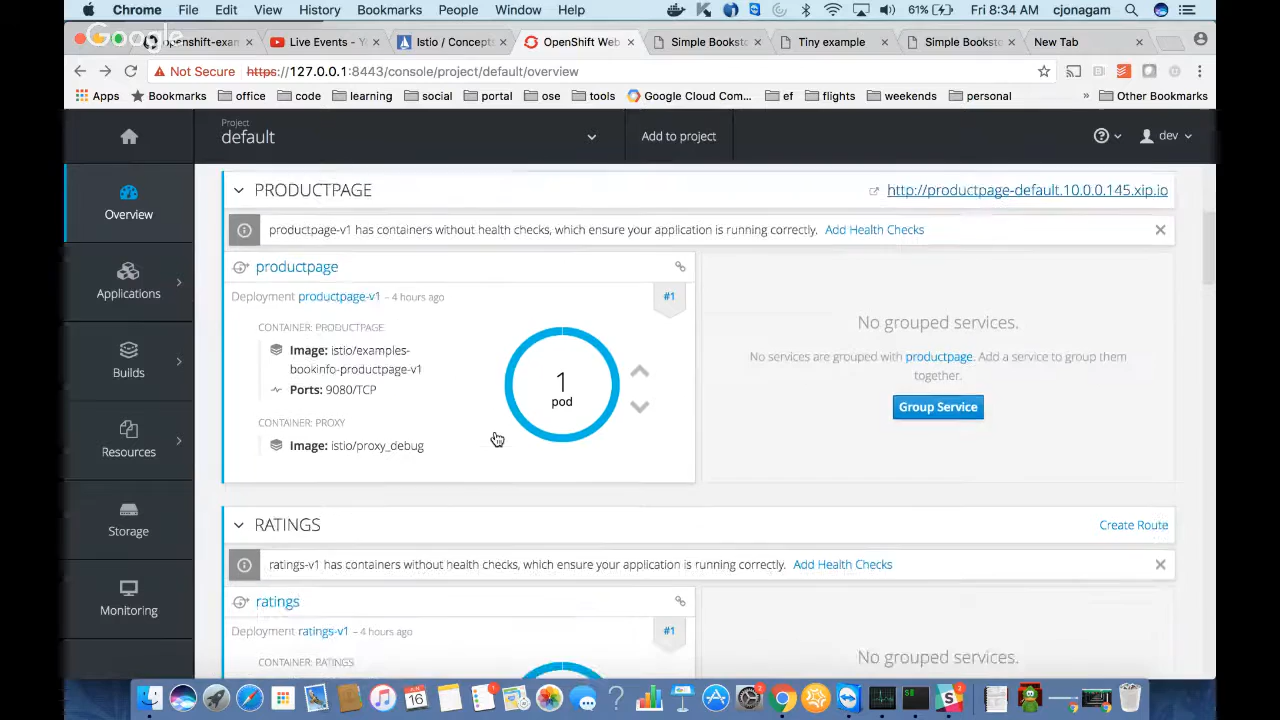 Chrome File Edit View History Bookmarks People Window Help 61% Fri 8:34 AM cjonagam
Google
openshift-exam Live Events - Y Istio / Concepts OpenShift Web Simple Booksto Tiny example Simple Booksto New Tab
Not Secure https://127.0.0.1:8443/console/project/default/overview
Apps Bookmarks office code learning social porta ose tools Google Cloud Com... cf flights weekends personal » Other Bookmarks
Project
default
Add to project
? dev
Overview
Applications
Builds
Resources
Storage
Monitoring
PRODUCTPAGE http://productpage-default.10.0.0.145.xip.io
productpage-v1 has containers without health checks, which ensure your application is running correctly. Add Health Checks
productpage
Deployment productpage-v1 – 4 hours ago #1
CONTAINER: PRODUCTPAGE
Image: istio/examples-
bookinfo-productpage-v1
Ports: 9080/TCP
CONTAINER: PROXY
Image: istio/proxy_debug
1
pod
No grouped services.
No services are grouped with productpage. Add a service to group them
together.
Group Service
RATINGS Create Route
ratings-v1 has containers without health checks, which ensure your application is running correctly. Add Health Checks
ratings
Deployment ratings-v1 – 4 hours ago #1
CONTAINER: RATINGS
No grouped services.
16